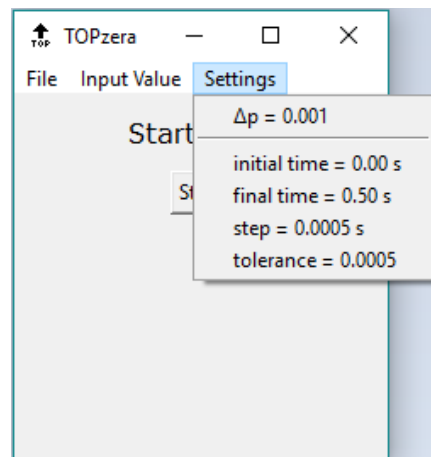 TOP TOPzera
File Input Value Settings
Start
St
Δp = 0.001
initial time = 0.00 s
final time = 0.50 s
step = 0.0005 s
tolerance = 0.0005